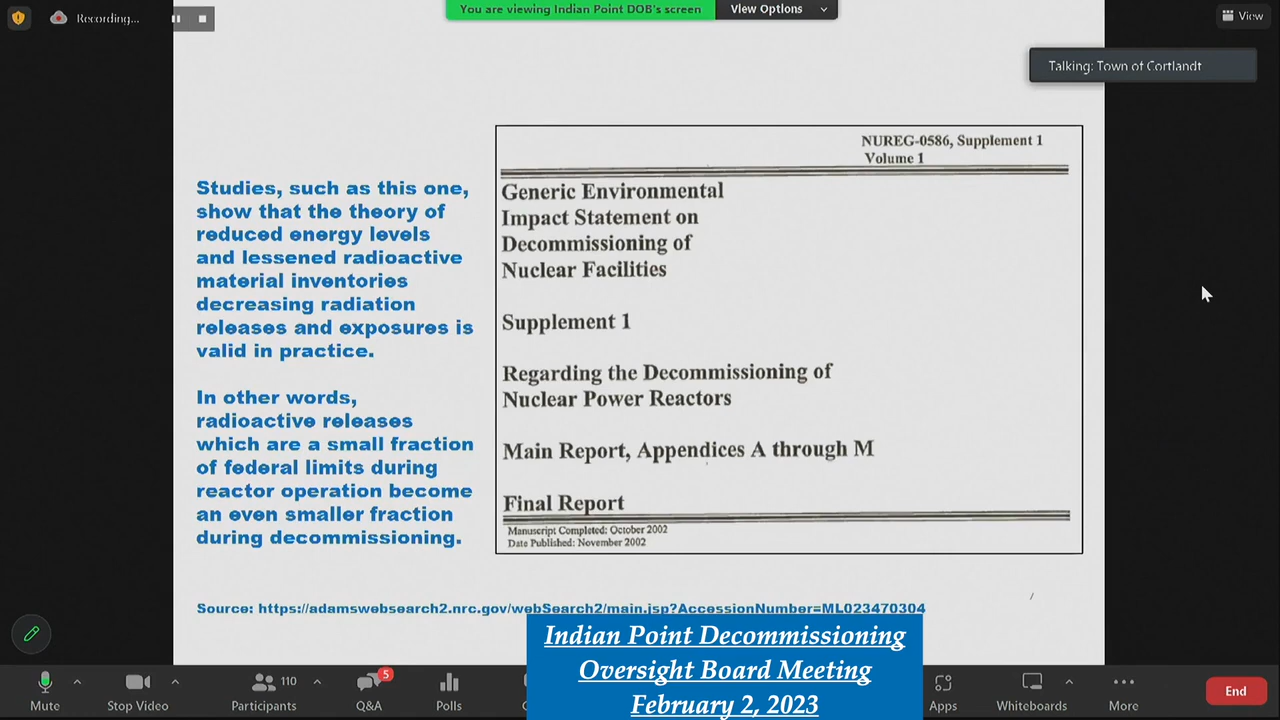 Recording...
You are viewing Indian Point DOB's screen
View Options
View
Talking: Town of Cortlandt
NUREG-0586, Supplement 1
Volume 1
Studies, such as this one,
show that the theory of
reduced energy levels
and lessened radioactive
material inventories
decreasing radiation
releases and exposures is
valid in practice.
In other words,
radioactive releases
which are a small fraction
of federal limits during
reactor operation become
an even smaller fraction
during decommissioning.
Generic Environmental
Impact Statement on
Decommissioning of
Nuclear Facilities
Supplement 1
Regarding the Decommissioning of
Nuclear Power Reactors
Main Report, Appendices A through M
Final Report
Manuscript Completed: October 2002
Date Published: November 2002
Source: https://adamswebsearch2.nrc.gov/webSearch2/main.jsp?AccessionNumber=ML023470304
Indian Point Decommissioning
Oversight Board Meeting
February 2, 2023
Mute
Stop Video
110
Participants
5
Q&A
Polls
Apps
Whiteboards
More
End